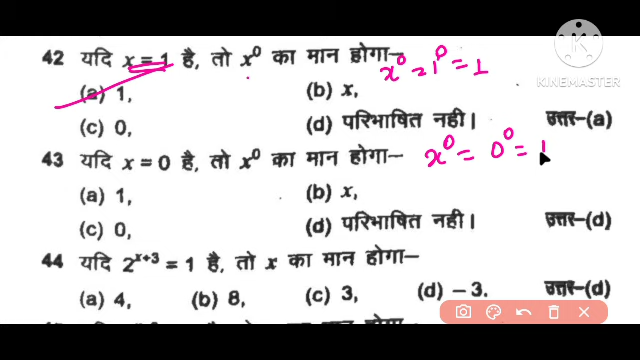 KINEMASTER
42 यदि x = 1 है, तो x⁰ का मान होगा–
x⁰ = 1⁰ = 1
(a) 1, (b) x,
(c) 0, (d) परिभाषित नही। उत्तर–(a)
43 यदि x = 0 है, तो x⁰ का मान होगा–
x⁰ = 0⁰ = 1
(a) 1, (b) x,
(c) 0, (d) परिभाषित नही। उत्तर–(d)
44 यदि 2ˣ⁺³ = 1 है, तो x का मान होगा–
(a) 4, (b) 8, (c) 3, (d) – 3. उत्तर–(d)